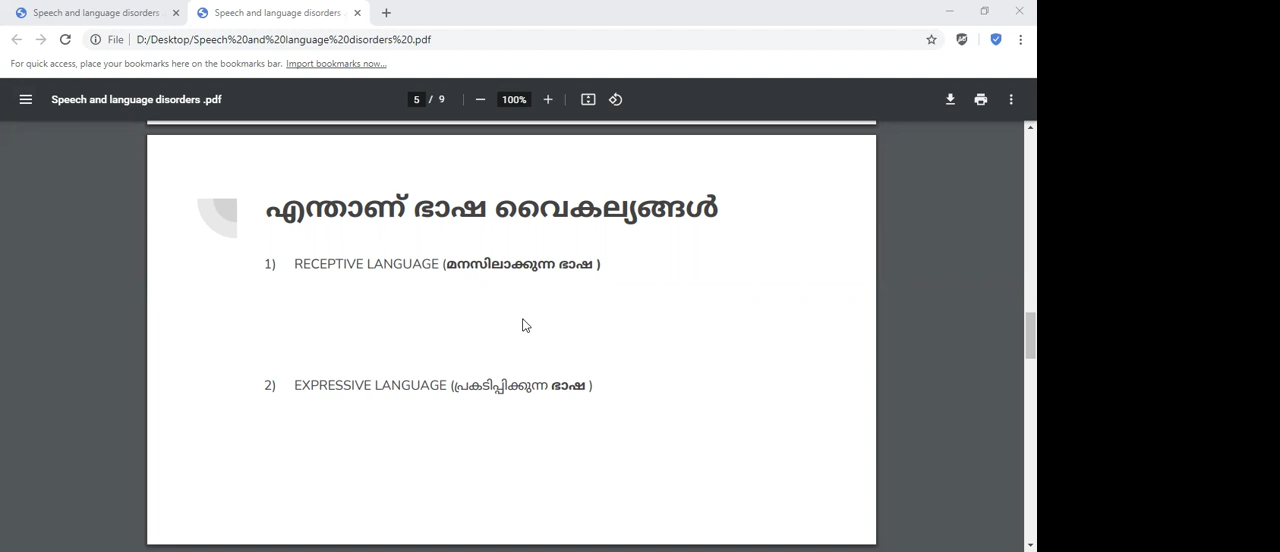 Speech and language disorders
Speech and language disorders
File D:/Desktop/Speech%20and%20language%20disorders%20.pdf
For quick access, place your bookmarks here on the bookmarks bar. Import bookmarks now...
Speech and language disorders .pdf 5 / 9 100%
എന്താണ് ഭാഷ വൈകല്യങ്ങൾ
1) RECEPTIVE LANGUAGE (മനസിലാക്കുന്ന ഭാഷ )
2) EXPRESSIVE LANGUAGE (പ്രകടിപ്പിക്കുന്ന ഭാഷ )